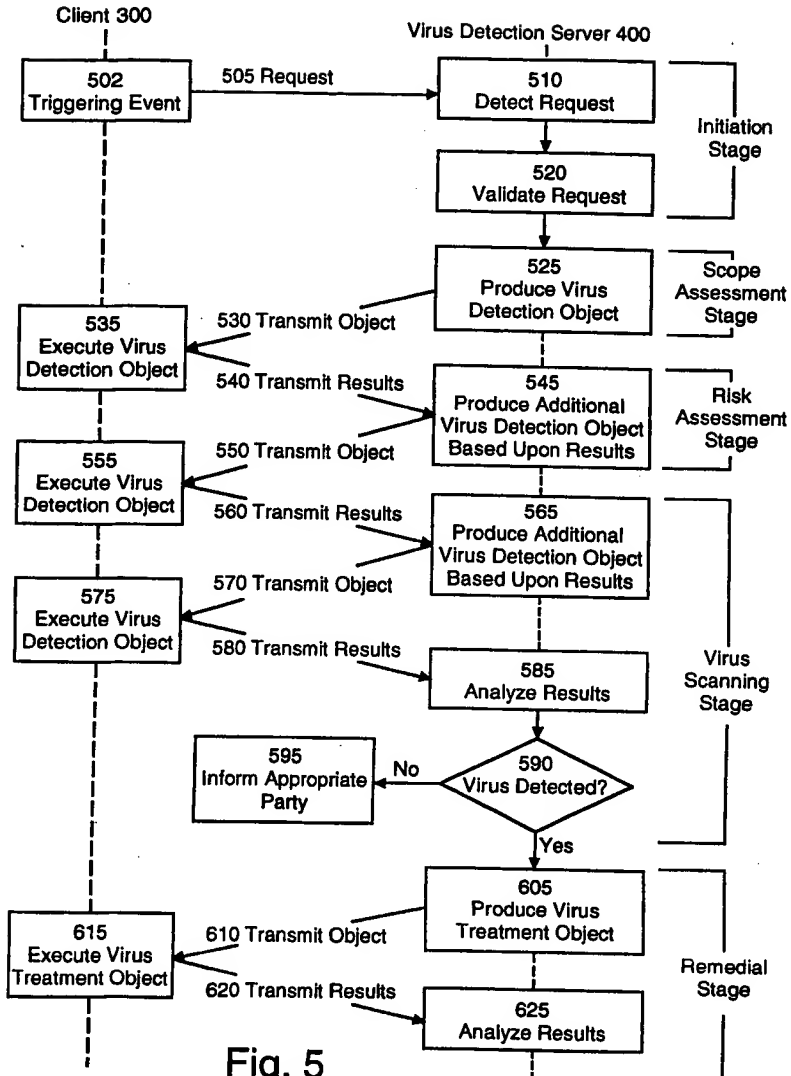 Client 300
Virus Detection Server 400
502
Triggering Event
505 Request
510
Detect Request
Initiation
Stage
520
Validate Request
525
Produce Virus
Detection Object
Scope
Assessment
Stage
530 Transmit Object
535
Execute Virus
Detection Object
540 Transmit Results
545
Produce Additional
Virus Detection Object
Based Upon Results
Risk
Assessment
Stage
550 Transmit Object
555
Execute Virus
Detection Object
560 Transmit Results
565
Produce Additional
Virus Detection Object
Based Upon Results
570 Transmit Object
575
Execute Virus
Detection Object
580 Transmit Results
585
Analyze Results
Virus
Scanning
Stage
590
Virus Detected?
No
595
Inform Appropriate
Party
Yes
605
Produce Virus
Treatment Object
610 Transmit Object
615
Execute Virus
Treatment Object
620 Transmit Results
625
Analyze Results
Remedial
Stage
Fig. 5